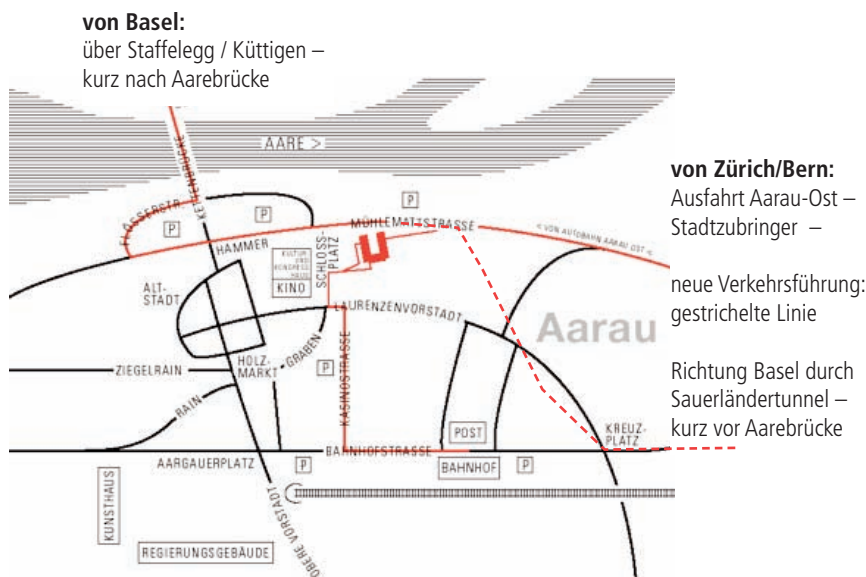 von Basel:
über Staffelegg / Küttigen –
kurz nach Aarebrücke
AARE >
KETTENBRÜCKE
FLÖSSERSTR.
P
P
P
MÜHLEMATTSTRASSE
< VON AUTOBAHN AARAU OST <
HAMMER
KULTUR
UND
KONGRESS
HAUS
KINO
SCHLOSS-
PLATZ
ALT-
STADT
LAURENZENVORSTADT
Aarau
GRABEN
ZIEGELRAIN
HOLZ-
MARKT
P
KASINOSTRASSE
RAIN
POST
KREUZ-
PLATZ
BAHNHOFSTRASSE
AARGAUERPLATZ
P
BAHNHOF
P
KUNSTHAUS
REGIERUNGSGEBÄUDE
OBERE VORSTADT
von Zürich/Bern:
Ausfahrt Aarau-Ost –
Stadtzubringer –
neue Verkehrsführung:
gestrichelte Linie
Richtung Basel durch
Sauerländertunnel –
kurz vor Aarebrücke